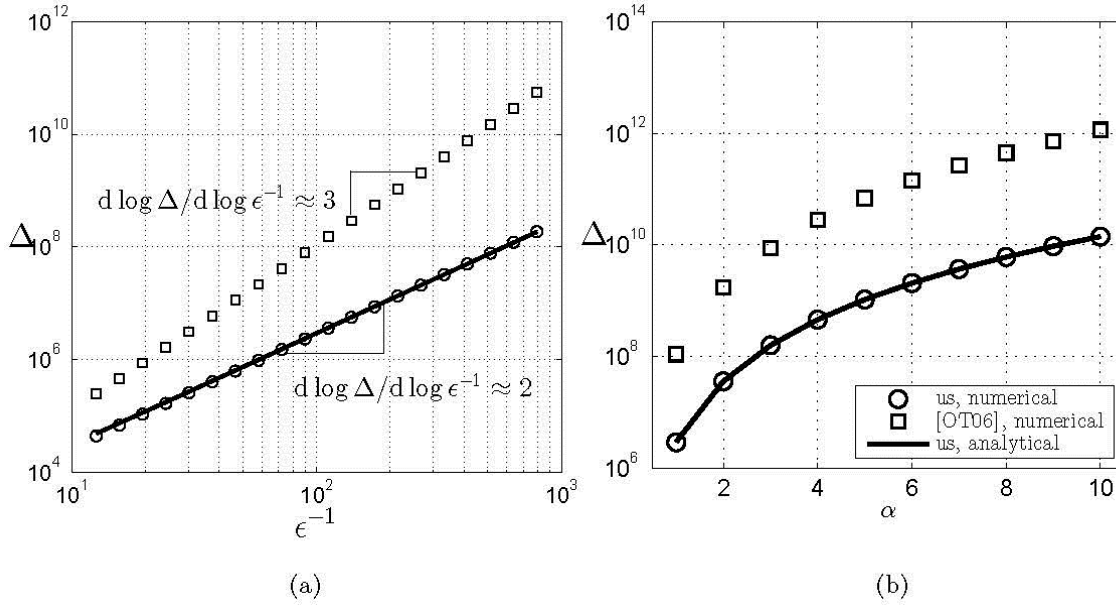 10^12
10^10
10^8
10^6
10^4
Δ
d log Δ/d log ϵ^−1 ≈ 3
d log Δ/d log ϵ^−1 ≈ 2
10^1
10^2
10^3
ϵ^−1
(a)
10^14
10^12
10^10
10^8
10^6
Δ
us, numerical
[OT06], numerical
us, analytical
2
4
6
8
10
α
(b)